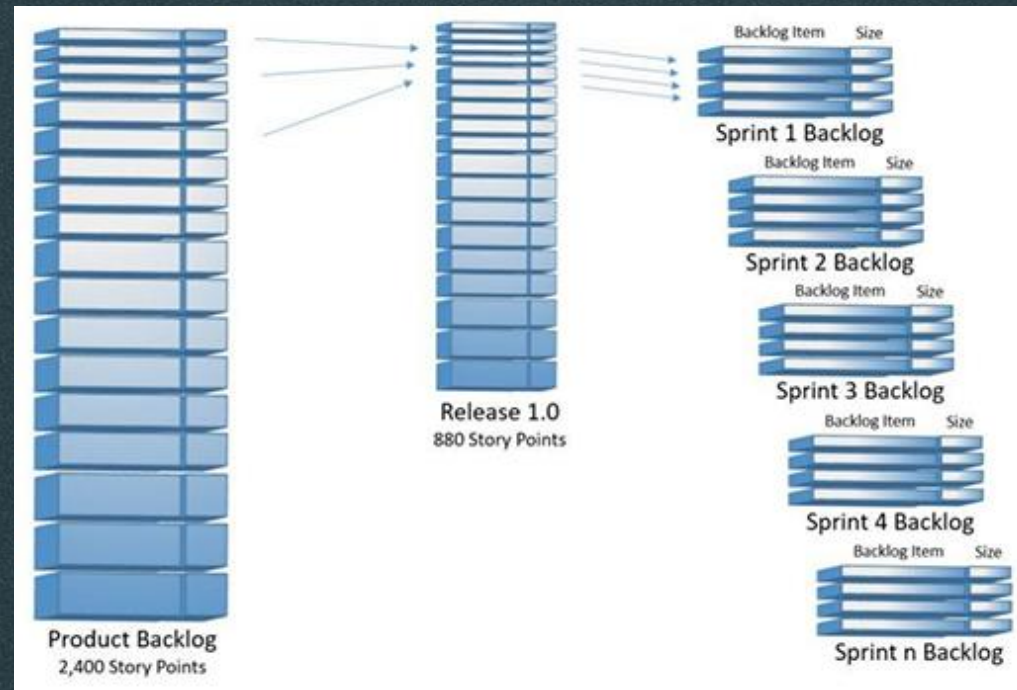 Product Backlog
2,400 Story Points
Release 1.0
880 Story Points
Backlog Item Size
Sprint 1 Backlog
Backlog Item Size
Sprint 2 Backlog
Backlog Item Size
Sprint 3 Backlog
Backlog Item Size
Sprint 4 Backlog
Backlog Item Size
Sprint n Backlog